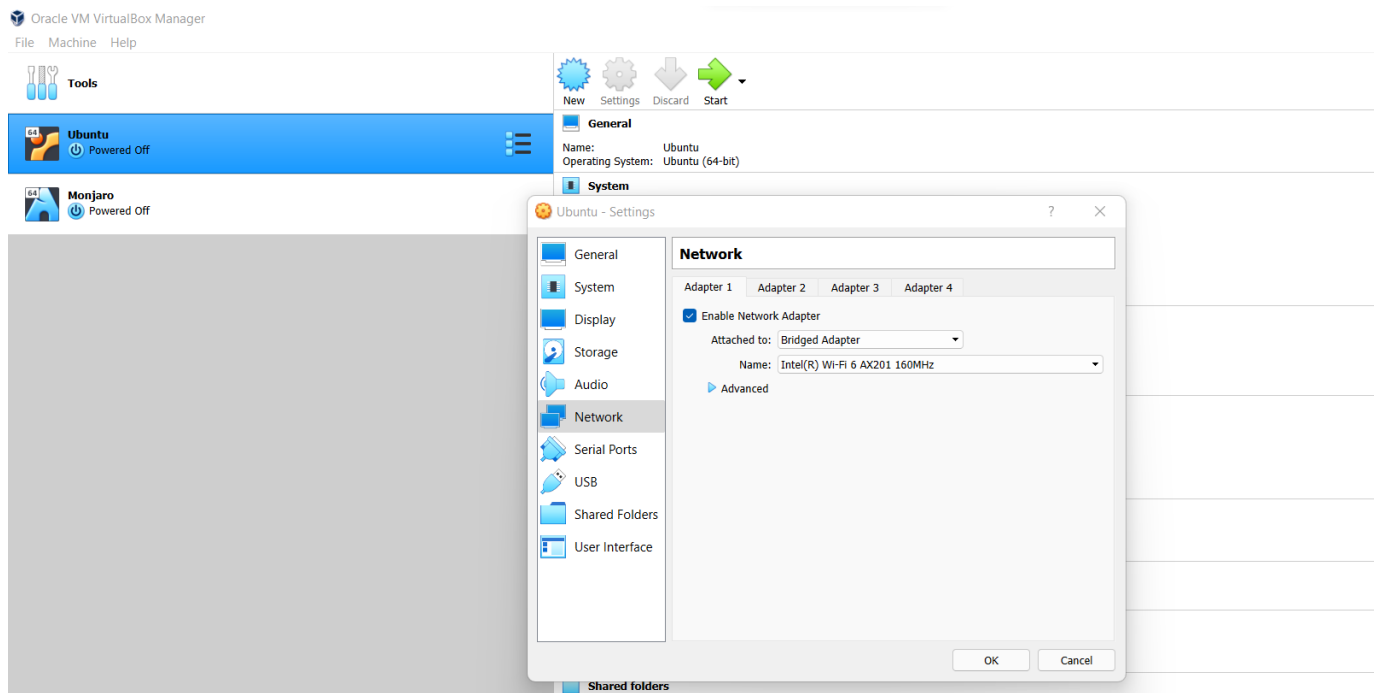 Oracle VM VirtualBox Manager
File Machine Help
Tools
New Settings Discard Start
64
Ubuntu
Powered Off
64
Monjaro
Powered Off
General
Name: Ubuntu
Operating System: Ubuntu (64-bit)
System
Ubuntu - Settings ?
General
System
Display
Storage
Audio
Network
Serial Ports
USB
Shared Folders
User Interface
Network
Adapter 1 Adapter 2 Adapter 3 Adapter 4
Enable Network Adapter
Attached to: Bridged Adapter
Name: Intel(R) Wi-Fi 6 AX201 160MHz
Advanced
OK Cancel
Shared folders